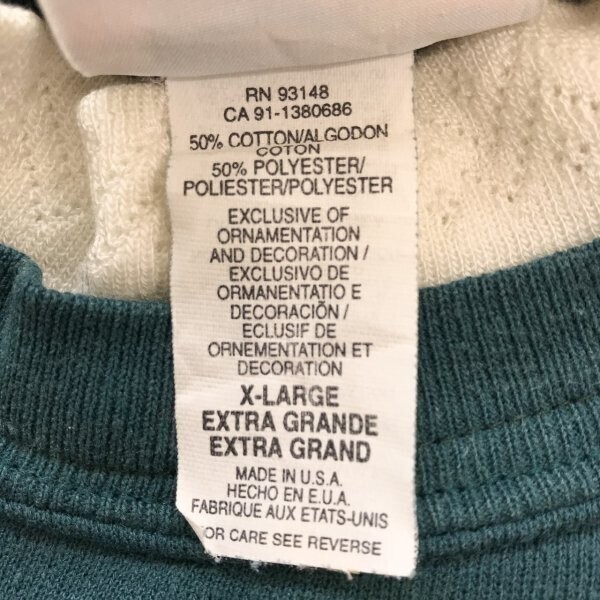 RN 93148
CA 91-1380686
50% COTTON/ALGODON
COTON
50% POLYESTER/
POLIESTER/POLYESTER
EXCLUSIVE OF
ORNAMENTATION
AND DECORATION /
EXCLUSIVO DE
ORMANENTATIO E
DECORACIÕN /
ECLUSIF DE
ORNEMENTATION ET
DECORATION
X-LARGE
EXTRA GRANDE
EXTRA GRAND
MADE IN U.S.A.
HECHO EN E.U.A.
FABRIQUE AUX ETATS-UNIS
OR CARE SEE REVERSE